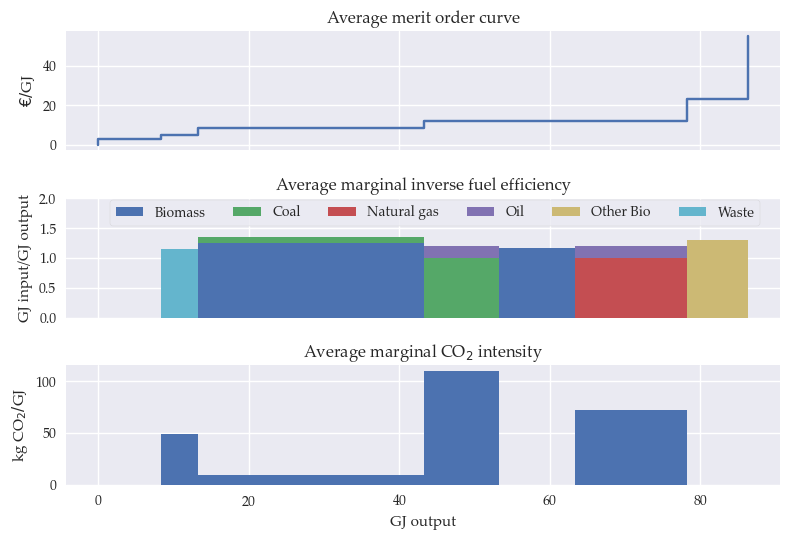 Average merit order curve
€/GJ
40
20
0
Average marginal inverse fuel efficiency
GJ input/GJ output
2.0
1.5
1.0
0.5
0.0
Biomass Coal Natural gas Oil Other Bio Waste
Average marginal CO₂ intensity
kg CO₂/GJ
100
50
0
0 20 40 60 80
GJ output